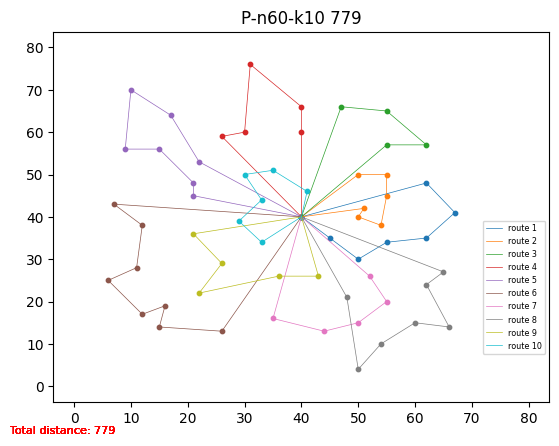 P-n60-k10 779
80
70
60
50
40
30
20
10
0
0 10 20 30 40 50 60 70 80
route 1
route 2
route 3
route 4
route 5
route 6
route 7
route 8
route 9
route 10
Total distance: 779